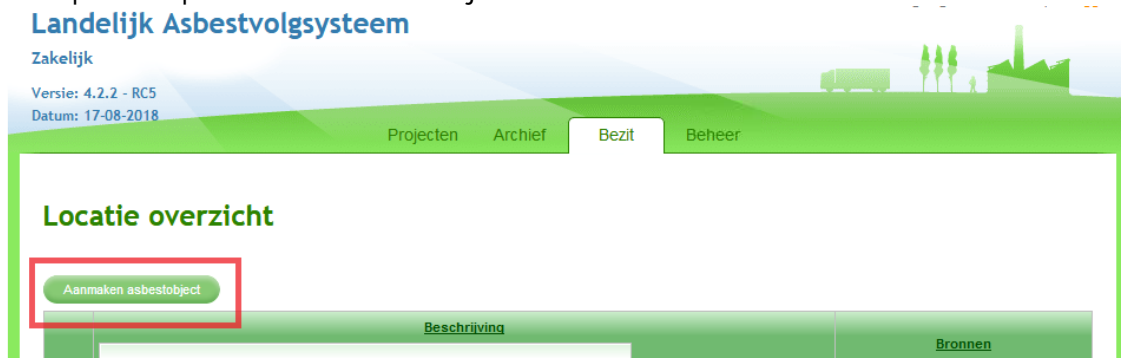 Landelijk Asbestvolgsysteem
Zakelijk
Versie: 4.2.2 - RC5
Datum: 17-08-2018
Projecten Archief Bezit Beheer
Locatie overzicht
Aanmaken asbestobject
Beschrijving
Bronnen